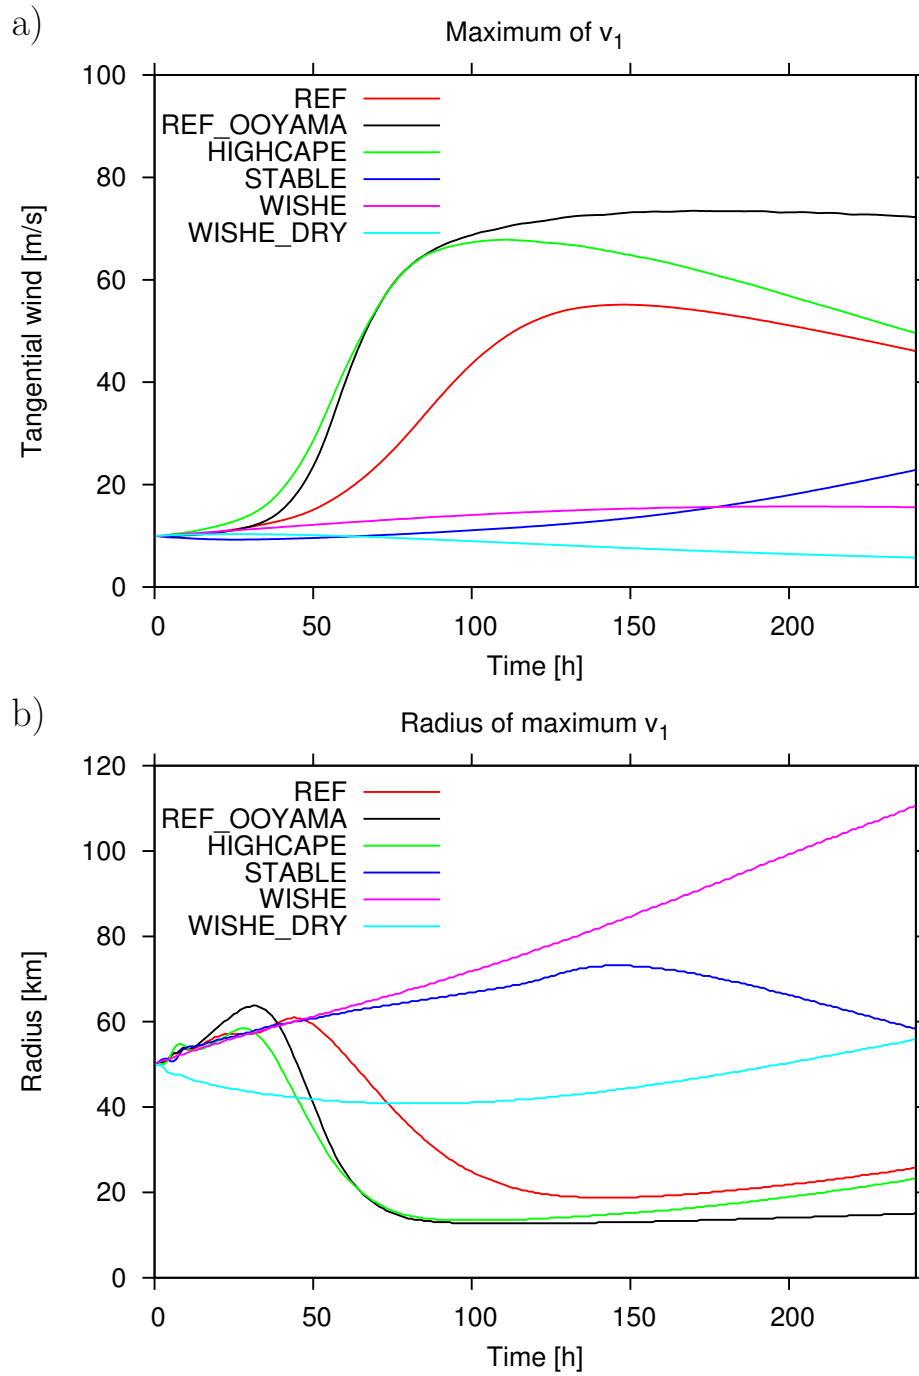 a)
Maximum of v1
100
80
60
40
20
0
Tangential wind [m/s]
REF
REF_OOYAMA
HIGHCAPE
STABLE
WISHE
WISHE_DRY
0 50 100 150 200
Time [h]
b)
Radius of maximum v1
120
100
80
60
40
20
0
Radius [km]
REF
REF_OOYAMA
HIGHCAPE
STABLE
WISHE
WISHE_DRY
0 50 100 150 200
Time [h]